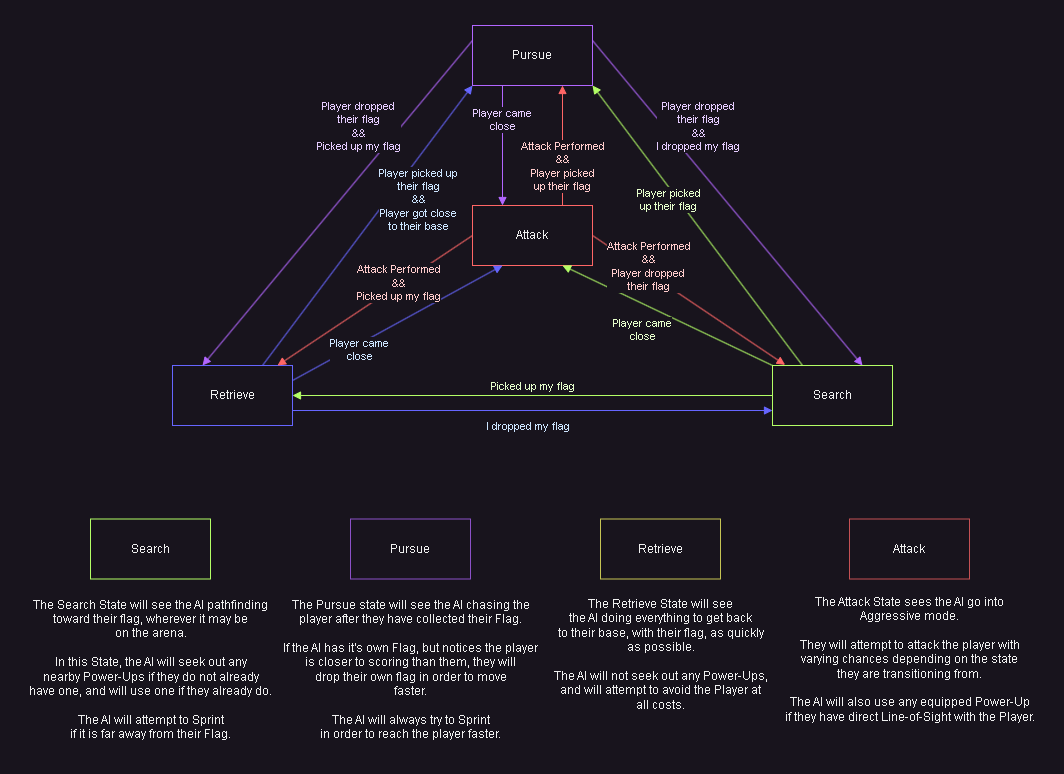 Pursue
Player dropped
their flag
&&
Picked up my flag
Player came
close
Player dropped
their flag
&&
I dropped my flag
Attack Performed
&&
Player picked
up their flag
Player picked up
their flag
&&
Player got close
to their base
Player picked
up their flag
Attack
Attack Performed
&&
Player dropped
their flag
Attack Performed
&&
Picked up my flag
Player came
close
Player came
close
Retrieve
Picked up my flag
Search
I dropped my flag
Search
The Search State will see the AI pathfinding
toward their flag, wherever it may be
on the arena.
In this State, the AI will seek out any
nearby Power-Ups if they do not already
have one, and will use one if they already do.
The AI will attempt to Sprint
if it is far away from their Flag.
Pursue
The Pursue state will see the AI chasing the
player after they have collected their Flag.
If the AI has it's own Flag, but notices the player
is closer to scoring than them, they will
drop their own flag in order to move
faster.
The AI will always try to Sprint
in order to reach the player faster.
Retrieve
The Retrieve State will see
the AI doing everything to get back
to their base, with their flag, as quickly
as possible.
The AI will not seek out any Power-Ups,
and will attempt to avoid the Player at
all costs.
Attack
The Attack State sees the AI go into
Aggressive mode.
They will attempt to attack the player with
varying chances depending on the state
they are transitioning from.
The AI will also use any equipped Power-Up
if they have direct Line-of-Sight with the Player.